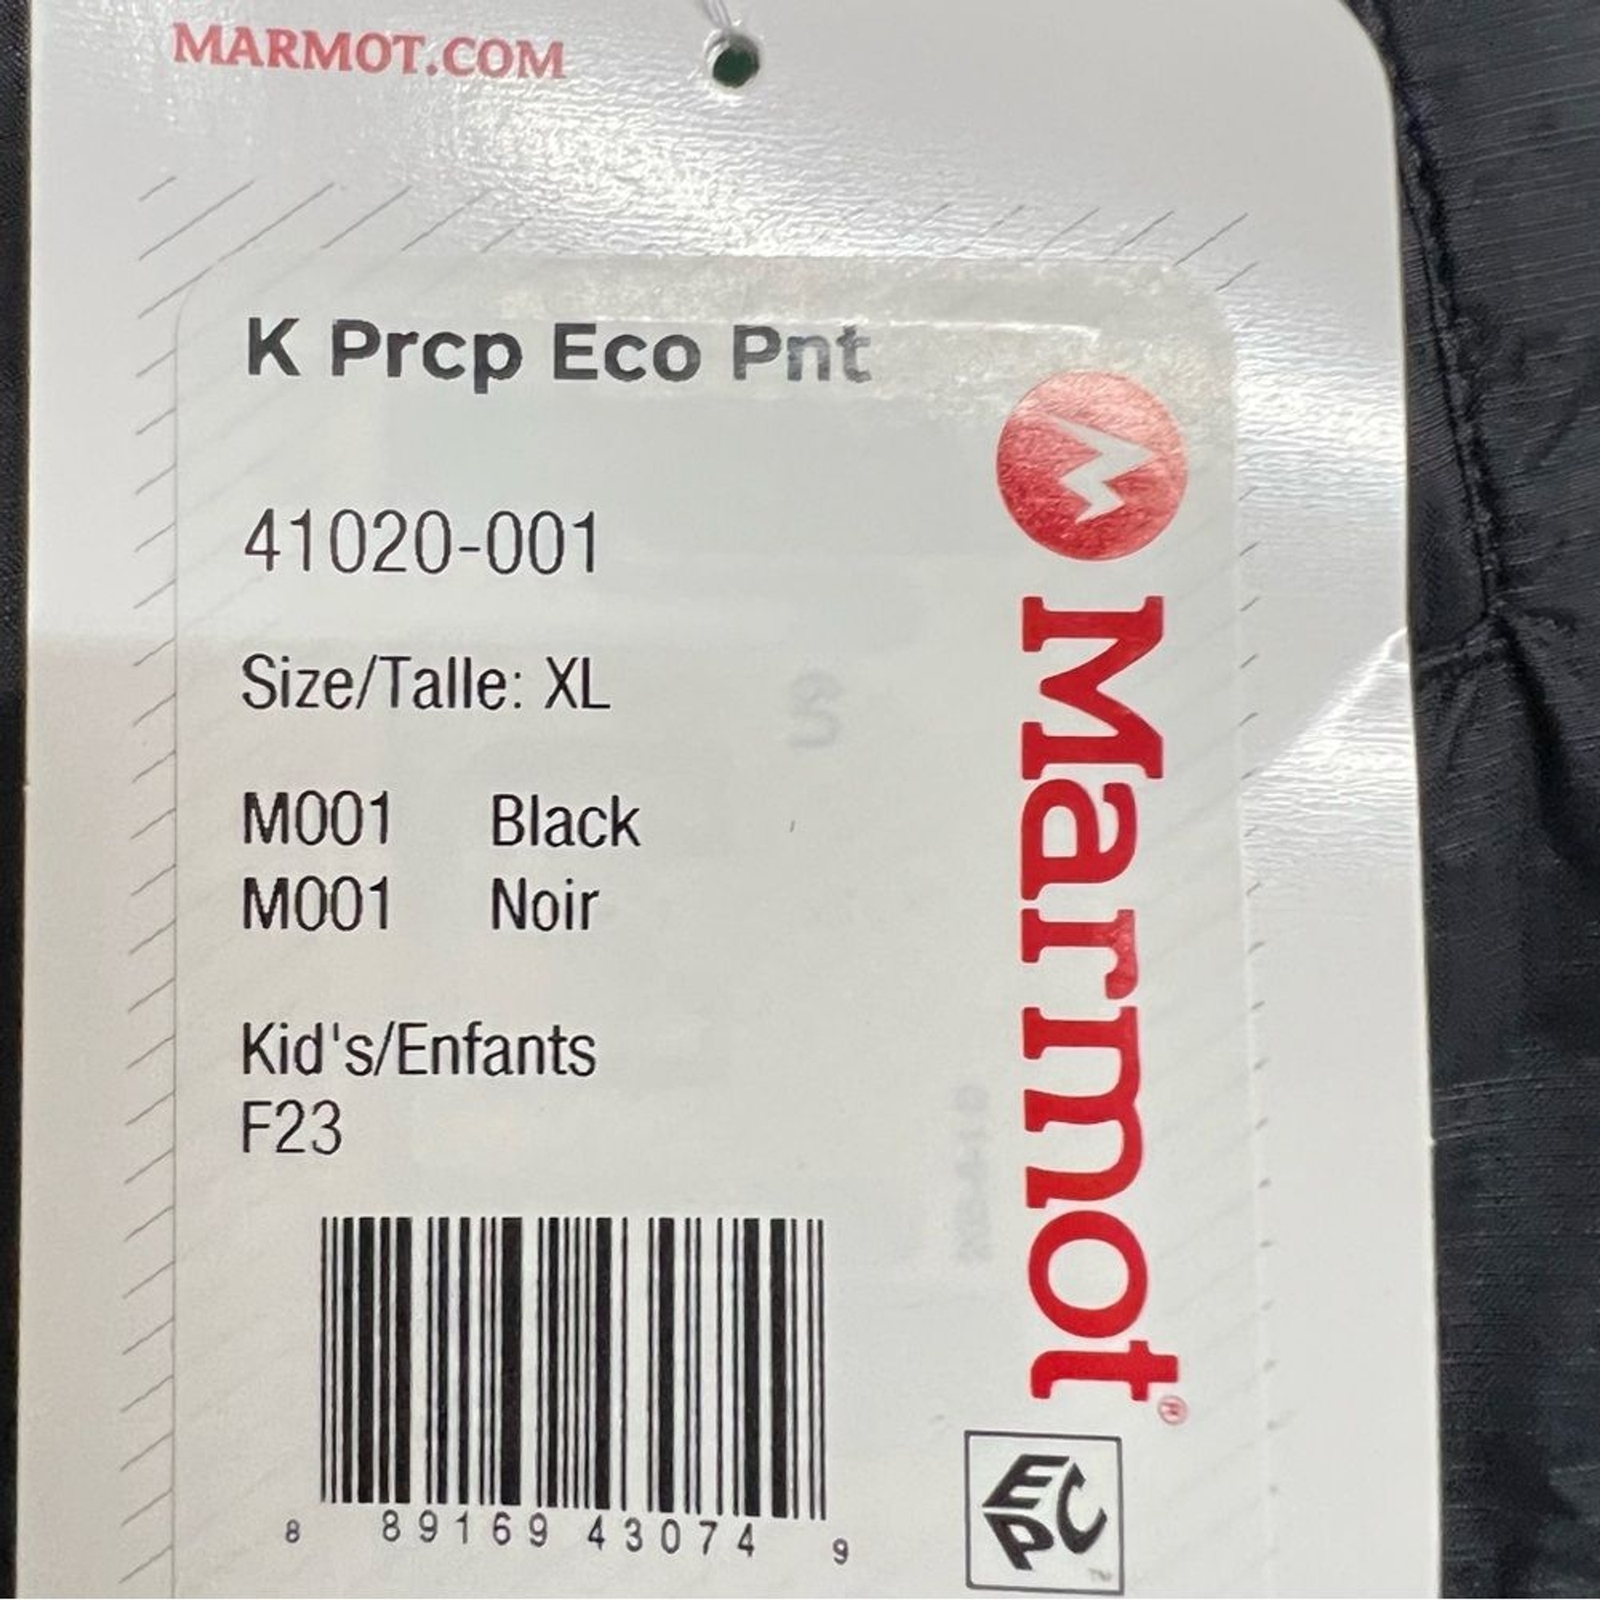 MARMOT.COM
K Prcp Eco Pnt
41020-001
Size/Talle: XL
M001 Black
M001 Noir
Kid's/Enfants
F23
8 89169 43074 9
Marmot®
EPC™